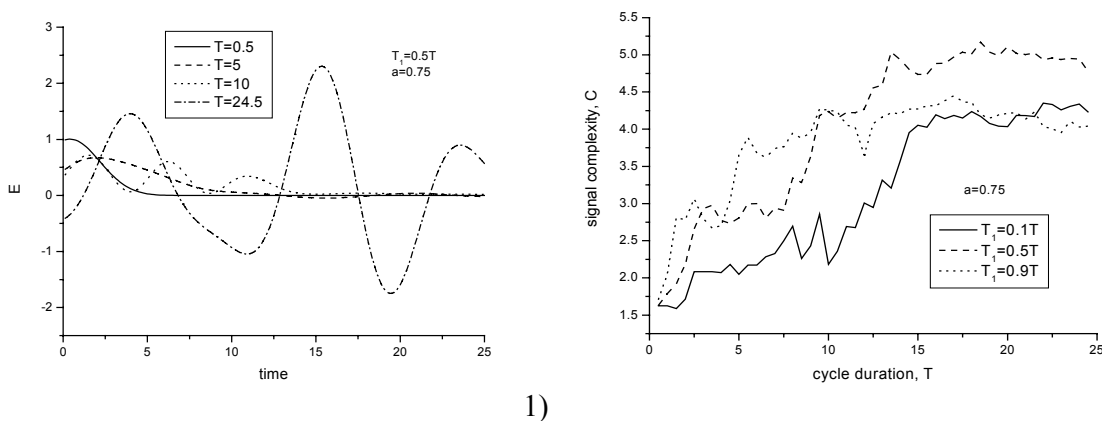 3
2
1
0
-1
-2
E
0
5
10
15
20
25
time
T=0.5
T=5
T=10
T=24.5
T₁=0.5T
a=0.75
5.5
5.0
4.5
4.0
3.5
3.0
2.5
2.0
1.5
signal complexity, C
0
5
10
15
20
25
cycle duration, T
a=0.75
T₁=0.1T
T₁=0.5T
T₁=0.9T
1)